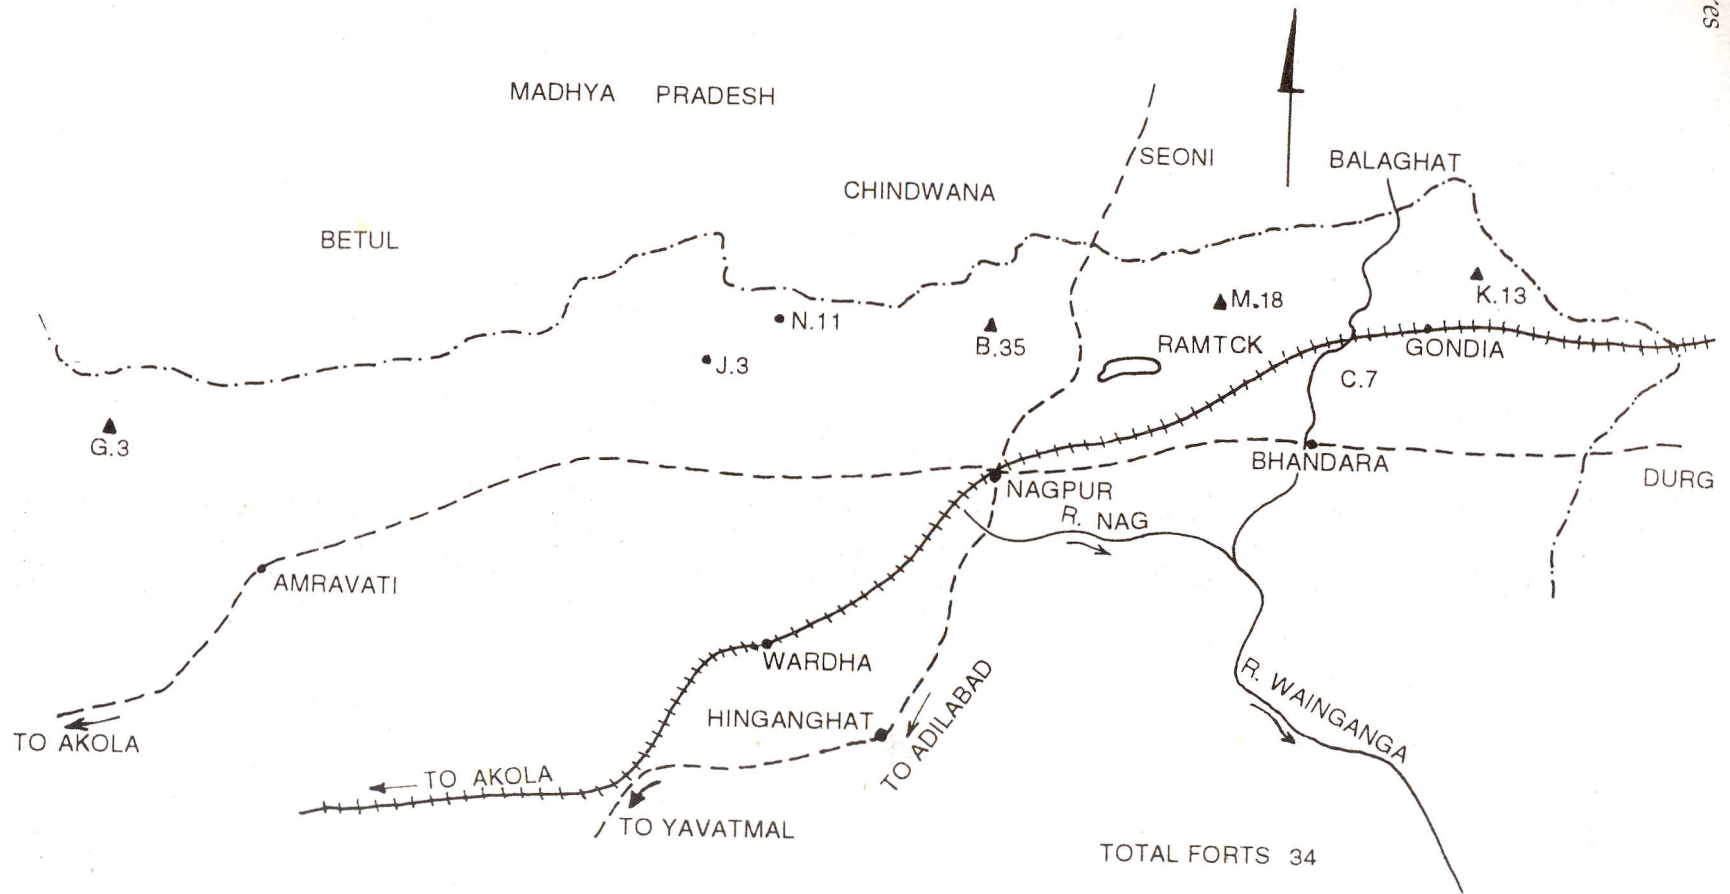 res
MADHYA PRADESH
SEONI
BALAGHAT
CHINDWANA
BETUL
K.13
M.18
N.11
B.35
RAMTCK
GONDIA
J.3
C.7
G.3
BHANDARA
DURG
NAGPUR
R. NAG
AMRAVATI
WARDHA
R. WAINGANGA
HINGANGHAT
TO ADILABAD
TO AKOLA
TO AKOLA
TO YAVATMAL
TOTAL FORTS 34